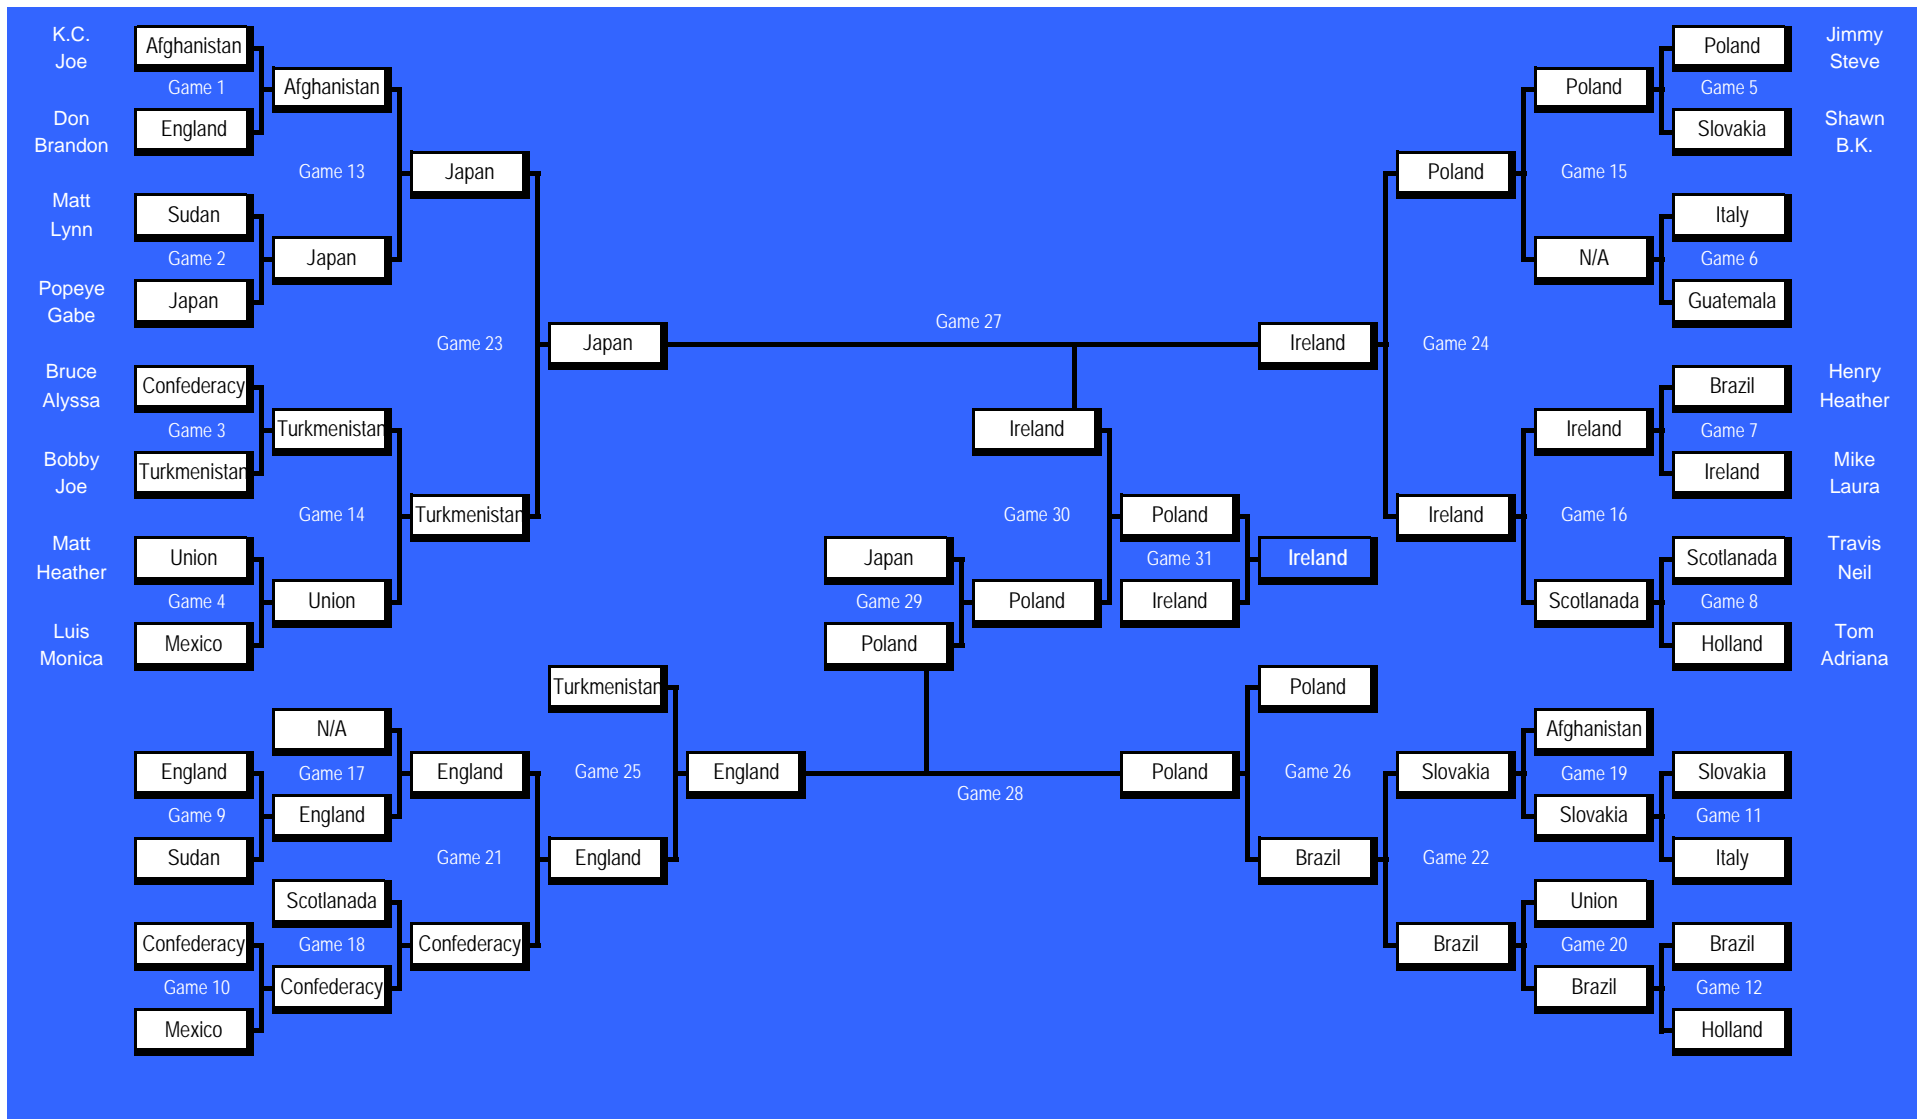 K.C.
Joe
Afghanistan
Game 1
Afghanistan
Don
Brandon
England
Game 13
Japan
Matt
Lynn
Sudan
Game 2
Japan
Popeye
Gabe
Japan
Game 23
Japan
Bruce
Alyssa
Confederacy
Game 3
Turkmenistan
Bobby
Joe
Turkmenistan
Game 14
Turkmenistan
Matt
Heather
Union
Game 4
Union
Luis
Monica
Mexico
Game 27
Jimmy
Steve
Poland
Game 5
Poland
Shawn
B.K.
Slovakia
Game 15
Poland
Italy
Game 6
N/A
Guatemala
Game 24
Ireland
Henry
Heather
Brazil
Game 7
Ireland
Mike
Laura
Ireland
Game 16
Ireland
Travis
Neil
Scotlanada
Game 8
Scotlanada
Tom
Adriana
Holland
Ireland
Game 30
Poland
Game 31
Ireland
Japan
Game 29
Poland
Ireland
Poland
Turkmenistan
Game 25
England
N/A
Game 17
England
England
Game 9
England
Sudan
Game 21
England
Scotlanada
Game 18
Confederacy
Confederacy
Game 10
Confederacy
Mexico
Game 28
Poland
Poland
Game 26
Slovakia
Afghanistan
Game 19
Slovakia
Slovakia
Game 11
Italy
Brazil
Game 22
Union
Game 20
Brazil
Brazil
Brazil
Game 12
Holland